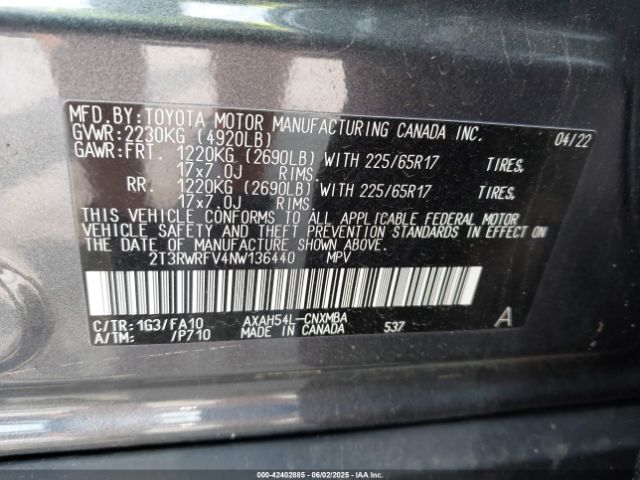 MFD. BY: TOYOTA MOTOR MANUFACTURING CANADA INC. 04/22
GVWR: 2230KG (4920LB)
GAWR: FRT. 1220KG (2690LB) WITH 225/65R17 TIRES,
17x7.0J RIMS,
RR. 1220KG (2690LB) WITH 225/65R17 TIRES,
17x7.0J RIMS
THIS VEHICLE CONFORMS TO ALL APPLICABLE FEDERAL MOTOR
VEHICLE SAFETY AND THEFT PREVENTION STANDARDS IN EFFECT ON
THE DATE OF MANUFACTURE SHOWN ABOVE.
2T3RWRFV4NW136440 MPV
C/TR: 1G3/FA10 AXAH54L-CNXMBA
A/TM: /P710 MADE IN CANADA 537 A
000-42402885 | 06/02/2025 | IAAI.COM